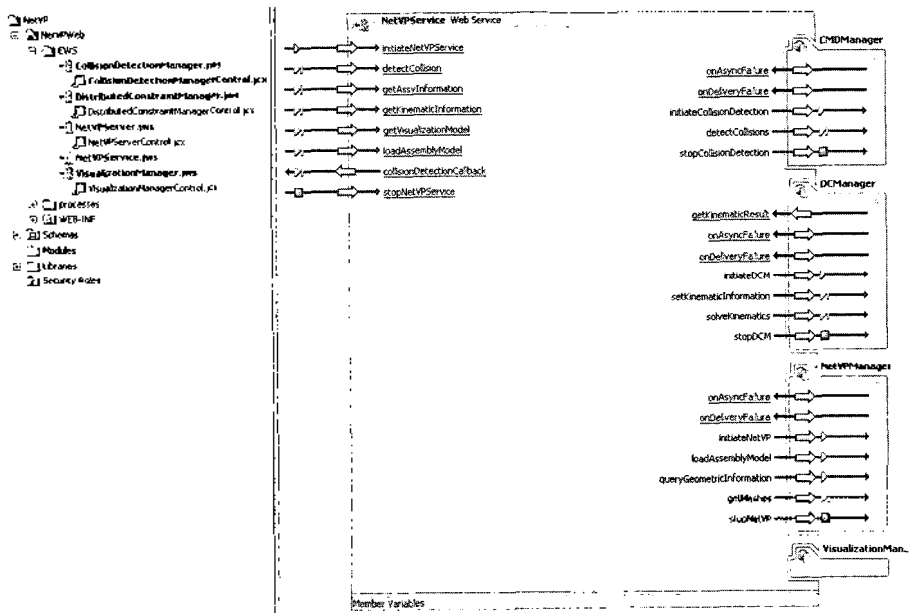 NetVP
NetVPWeb
EWS
CollisionDetectionManager.jws
CollisionDetectionManagerControl.jcx
DistributedConstraintManager.jws
DistributedConstraintManagerControl.jcx
NetVPServer.jws
NetVPServerControl.jcx
NetVPService.jws
VisualizationManager.jws
VisualizationManagerControl.jcx
processes
WEB-INF
Schemas
Modules
Libraries
Security Roles
NetVPService Web Service
initiateNetVPService
detectCollision
getAssyInformation
getKinematicInformation
getVisualizationModel
loadAssemblyModel
collisionDetectionCallback
stopNetVPService
CMDManager
onAsyncFailure
onDeliveryFailure
initiateCollisionDetection
detectCollisions
stopCollisionDetection
DCManager
getKinematicResult
onAsyncFailure
onDeliveryFailure
initiateDCM
setKinematicInformation
solveKinematics
stopDCM
NetVPManager
onAsyncFailure
onDeliveryFailure
initiateNetVP
loadAssemblyModel
queryGeometricInformation
getMeshes
stopNetVP
VisualizationMan...
Member Variables